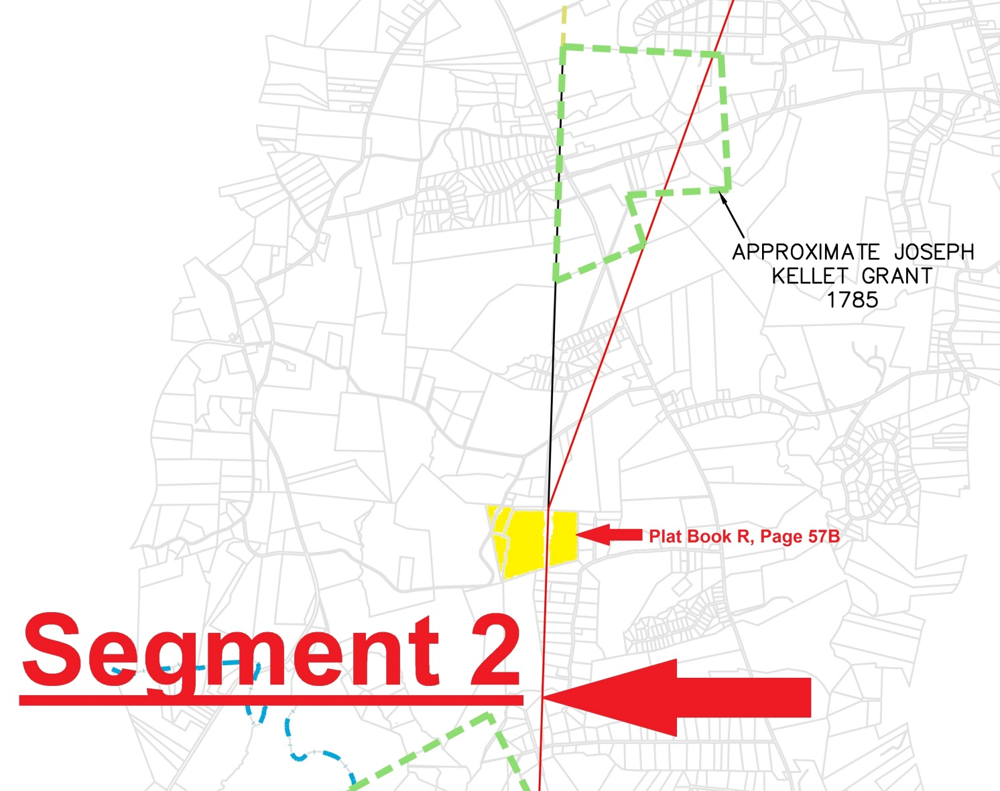 APPROXIMATE JOSEPH
KELLET GRANT
1785
Plat Book R, Page 57B
Segment 2